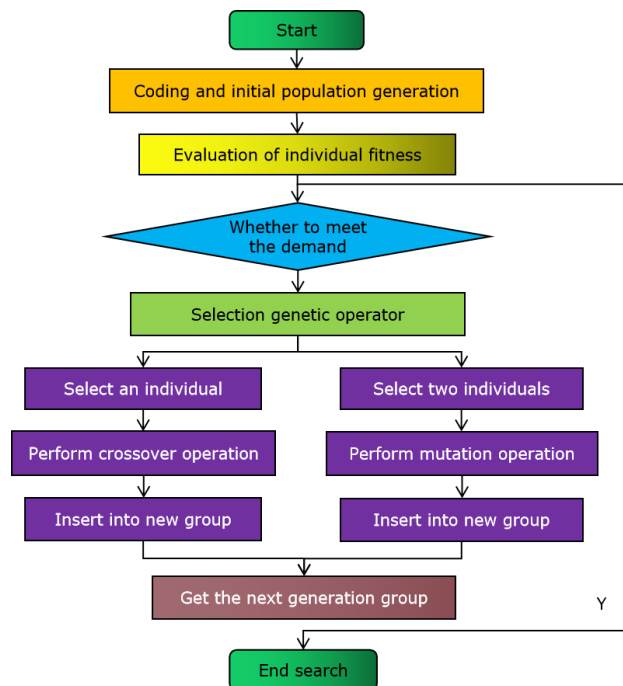 Start
Coding and initial population generation
Evaluation of individual fitness
Whether to meet
the demand
Selection genetic operator
Select an individual
Select two individuals
Perform crossover operation
Perform mutation operation
Insert into new group
Insert into new group
Get the next generation group
Y
End search